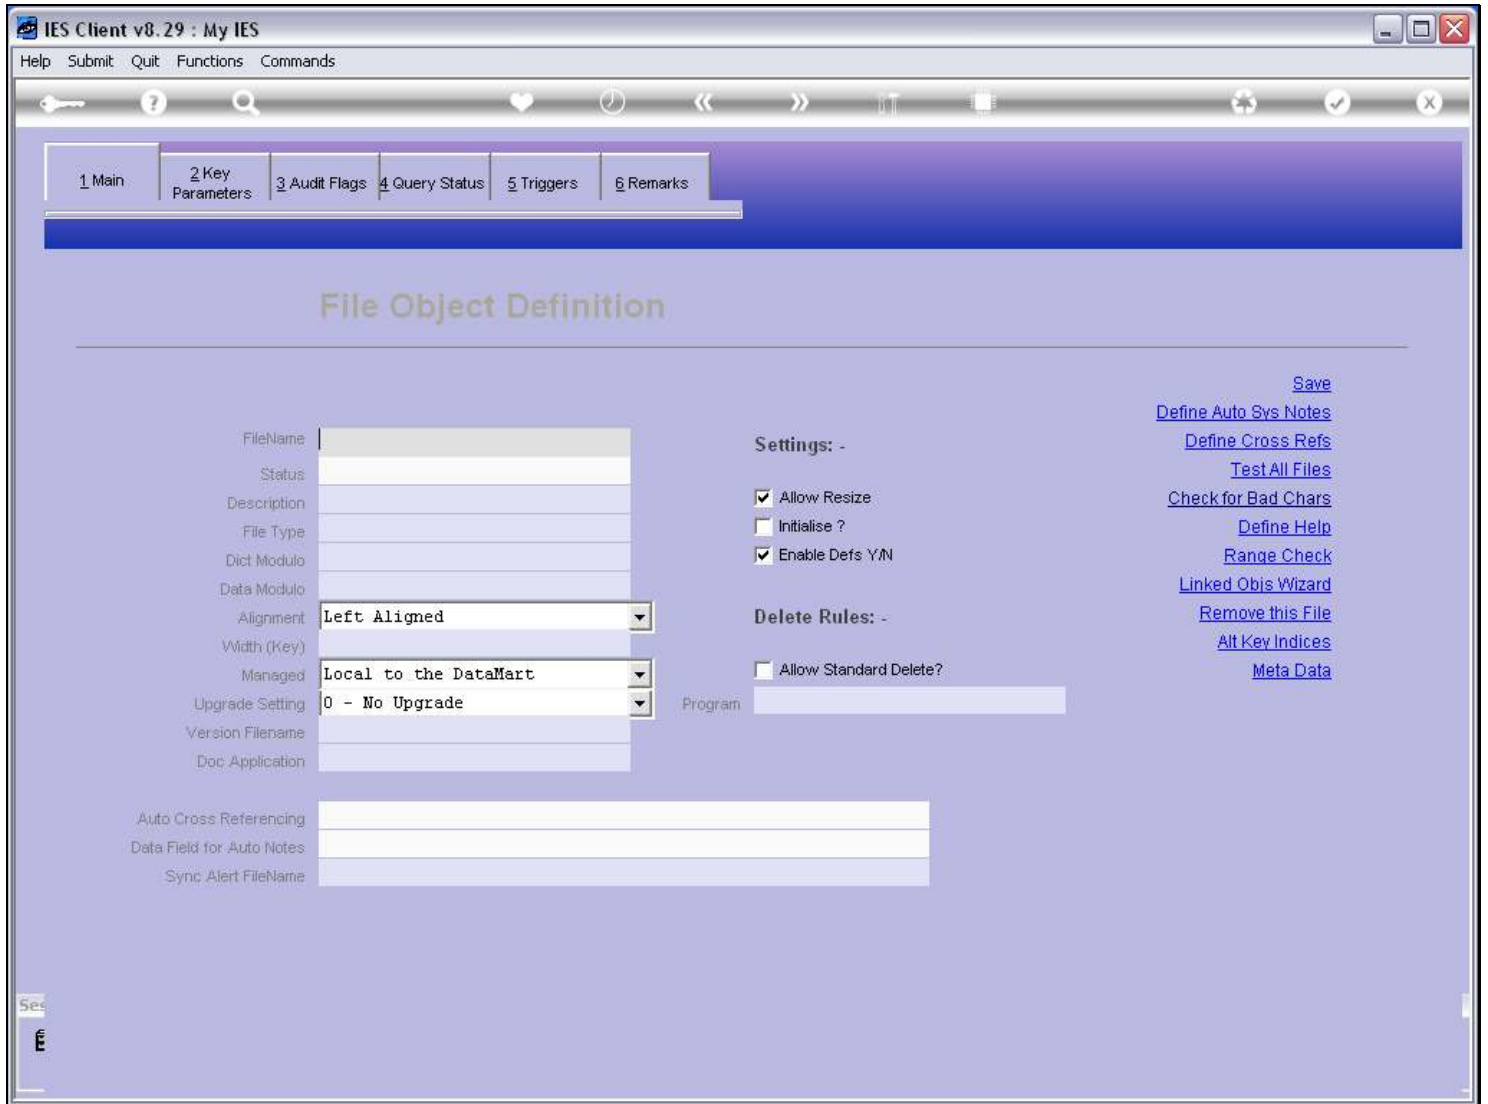 IES Client v8.29 : My IES
Help Submit Quit Functions Commands
1 Main
2 Key Parameters
3 Audit Flags
4 Query Status
5 Triggers
6 Remarks
File Object Definition
Save
Define Auto Sys Notes
Define Cross Refs
Test All Files
Check for Bad Chars
Define Help
Range Check
Linked Objs Wizard
Remove this File
Alt Key Indices
Meta Data
FileName
Status
Description
File Type
Dict Modulo
Data Modulo
Alignment Left Aligned
Width (Key)
Managed Local to the DataMart
Upgrade Setting 0 - No Upgrade
Version Filename
Doc Application
Settings: -
Allow Resize
Initialise ?
Enable Defs Y/N
Delete Rules: -
Allow Standard Delete?
Program
Auto Cross Referencing
Data Field for Auto Notes
Sync Alert FileName